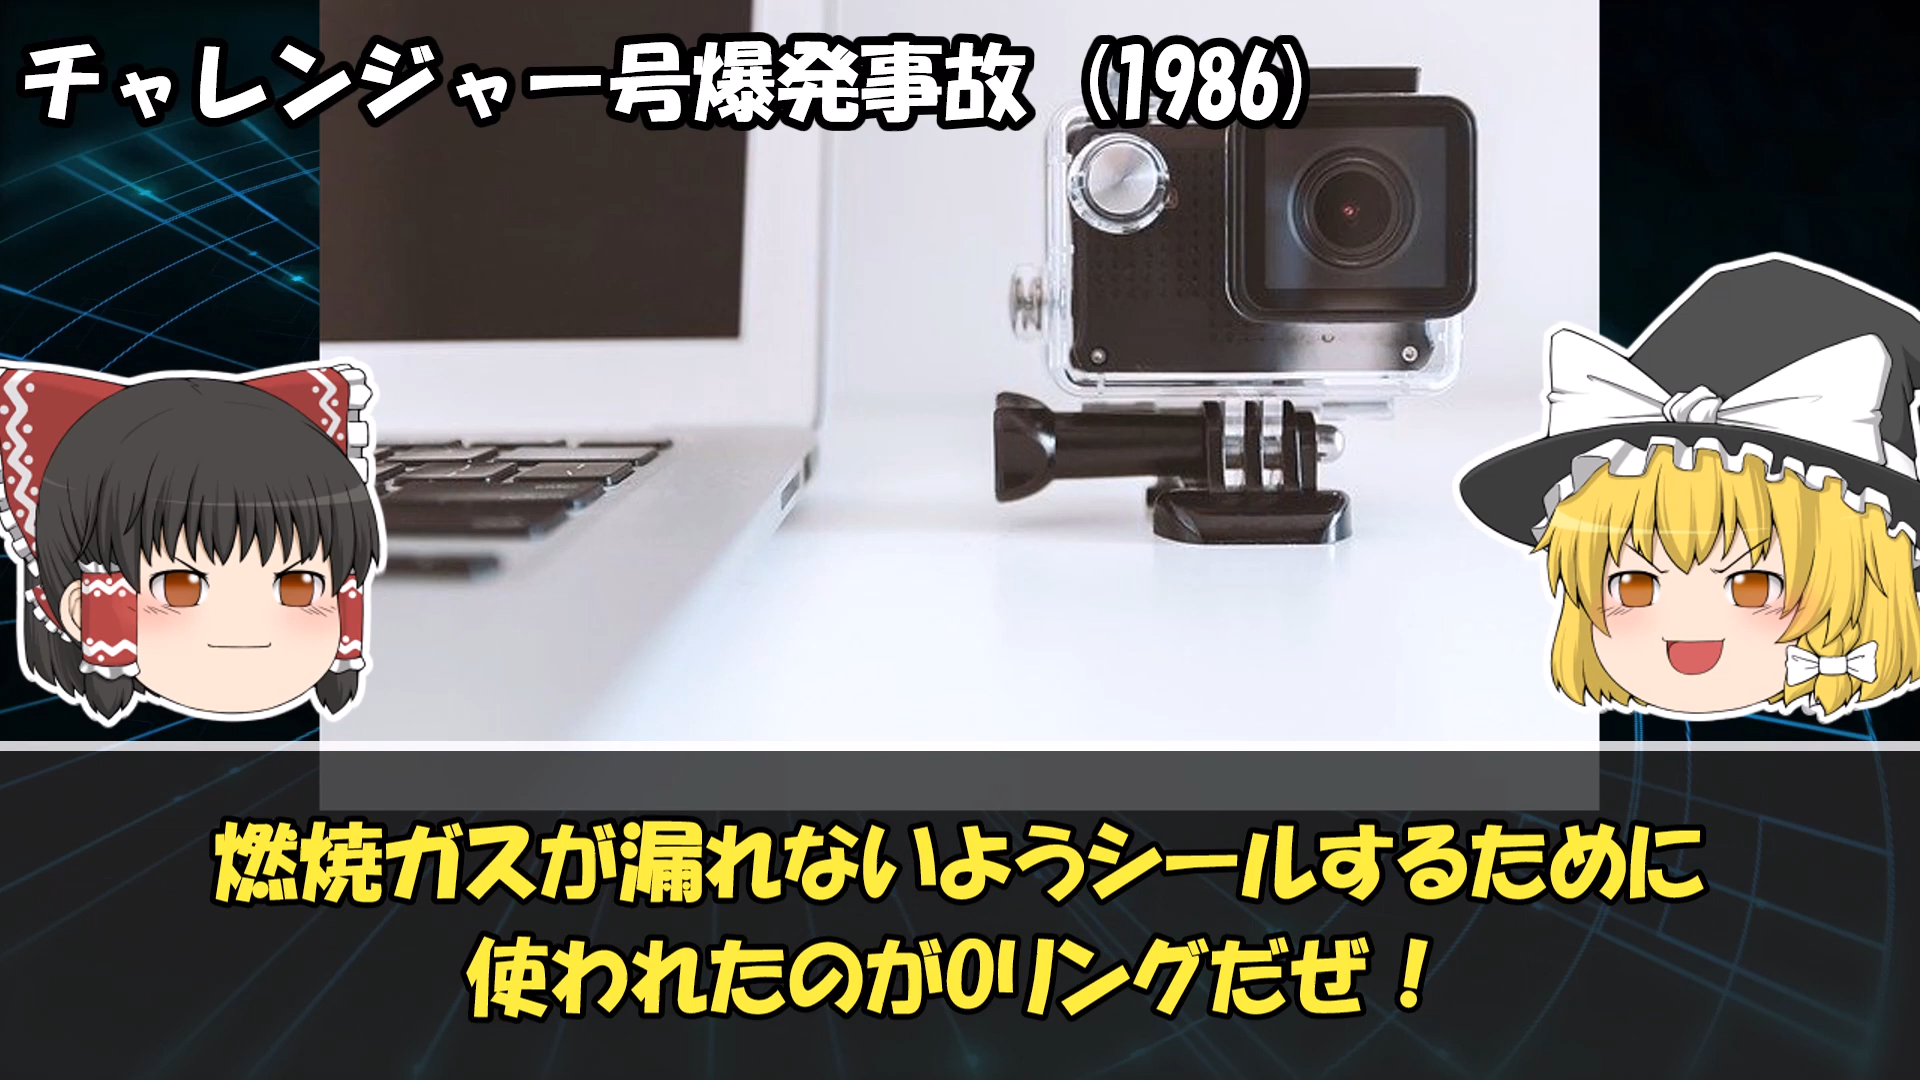 チャレンジャー号爆発事故（1986）
燃焼ガスが漏れないようシールするために
使われたのがOリングだぜ！